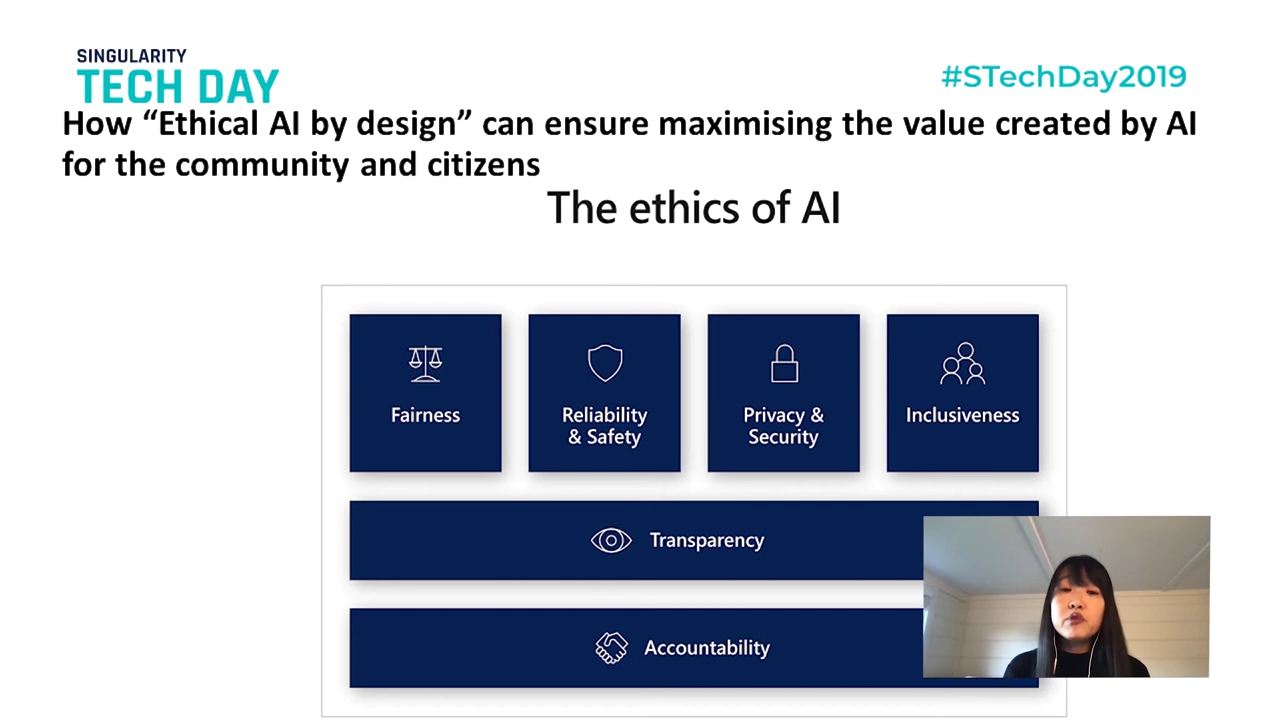 SINGULARITY
TECH DAY
#STechDay2019
How “Ethical AI by design” can ensure maximising the value created by AI
for the community and citizens
The ethics of AI
Fairness
Reliability
& Safety
Privacy &
Security
Inclusiveness
Transparency
Accountability